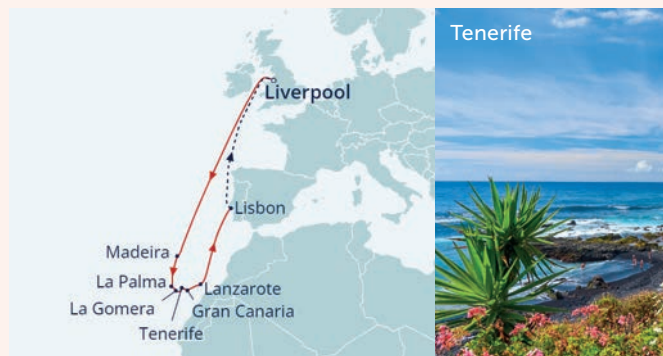 Liverpool
Lisbon
Madeira
La Palma
Lanzarote
La Gomera
Gran Canaria
Tenerife
Tenerife